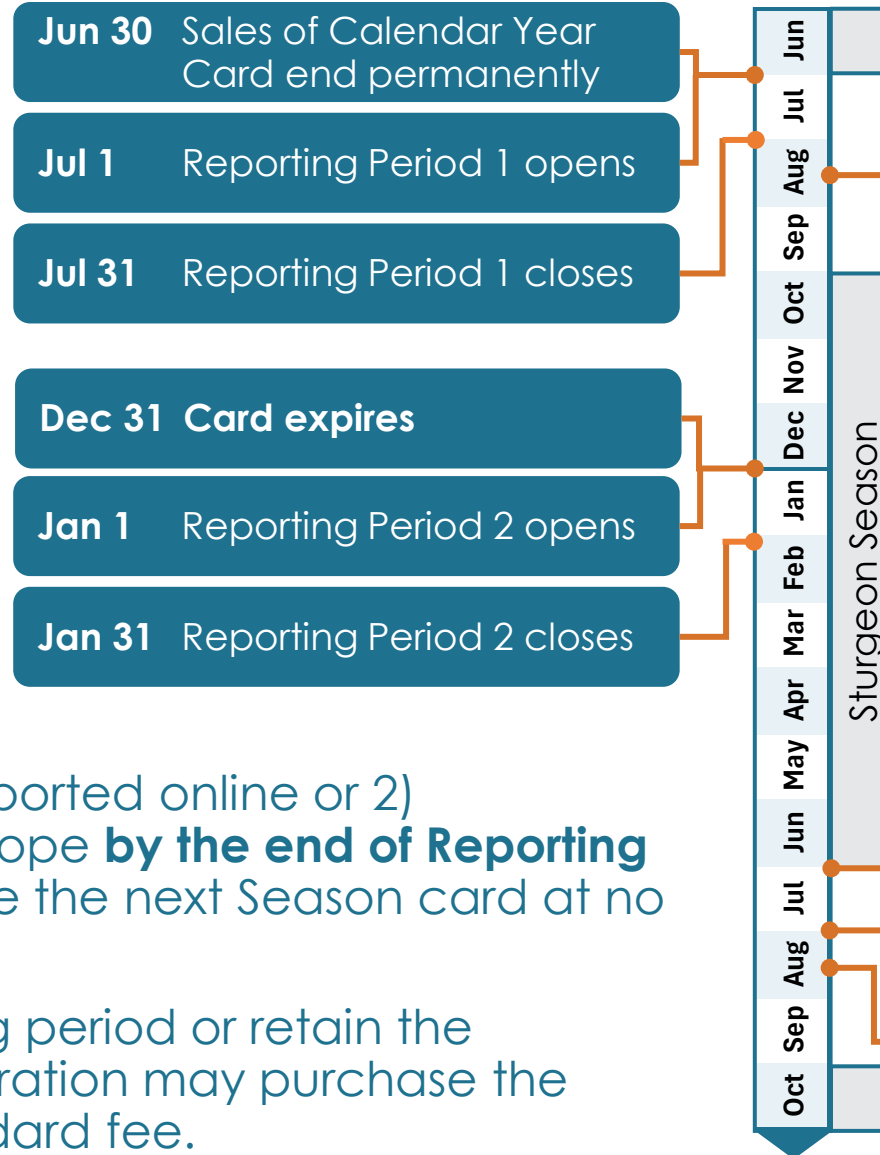 Jun 30 Sales of Calendar Year
Card end permanently
Jul 1 Reporting Period 1 opens
Jul 31 Reporting Period 1 closes
Dec 31 Card expires
Jan 1 Reporting Period 2 opens
Jan 31 Reporting Period 2 closes
ported online or 2)
ope by the end of Reporting
e the next Season card at no
g period or retain the
ration may purchase the
dard fee.
Jun
Jul
Aug
Sep
Oct
Nov
Dec
Jan
Feb
Mar
Apr
May
Jun
Jul
Aug
Sep
Oct
Sturgeon Season